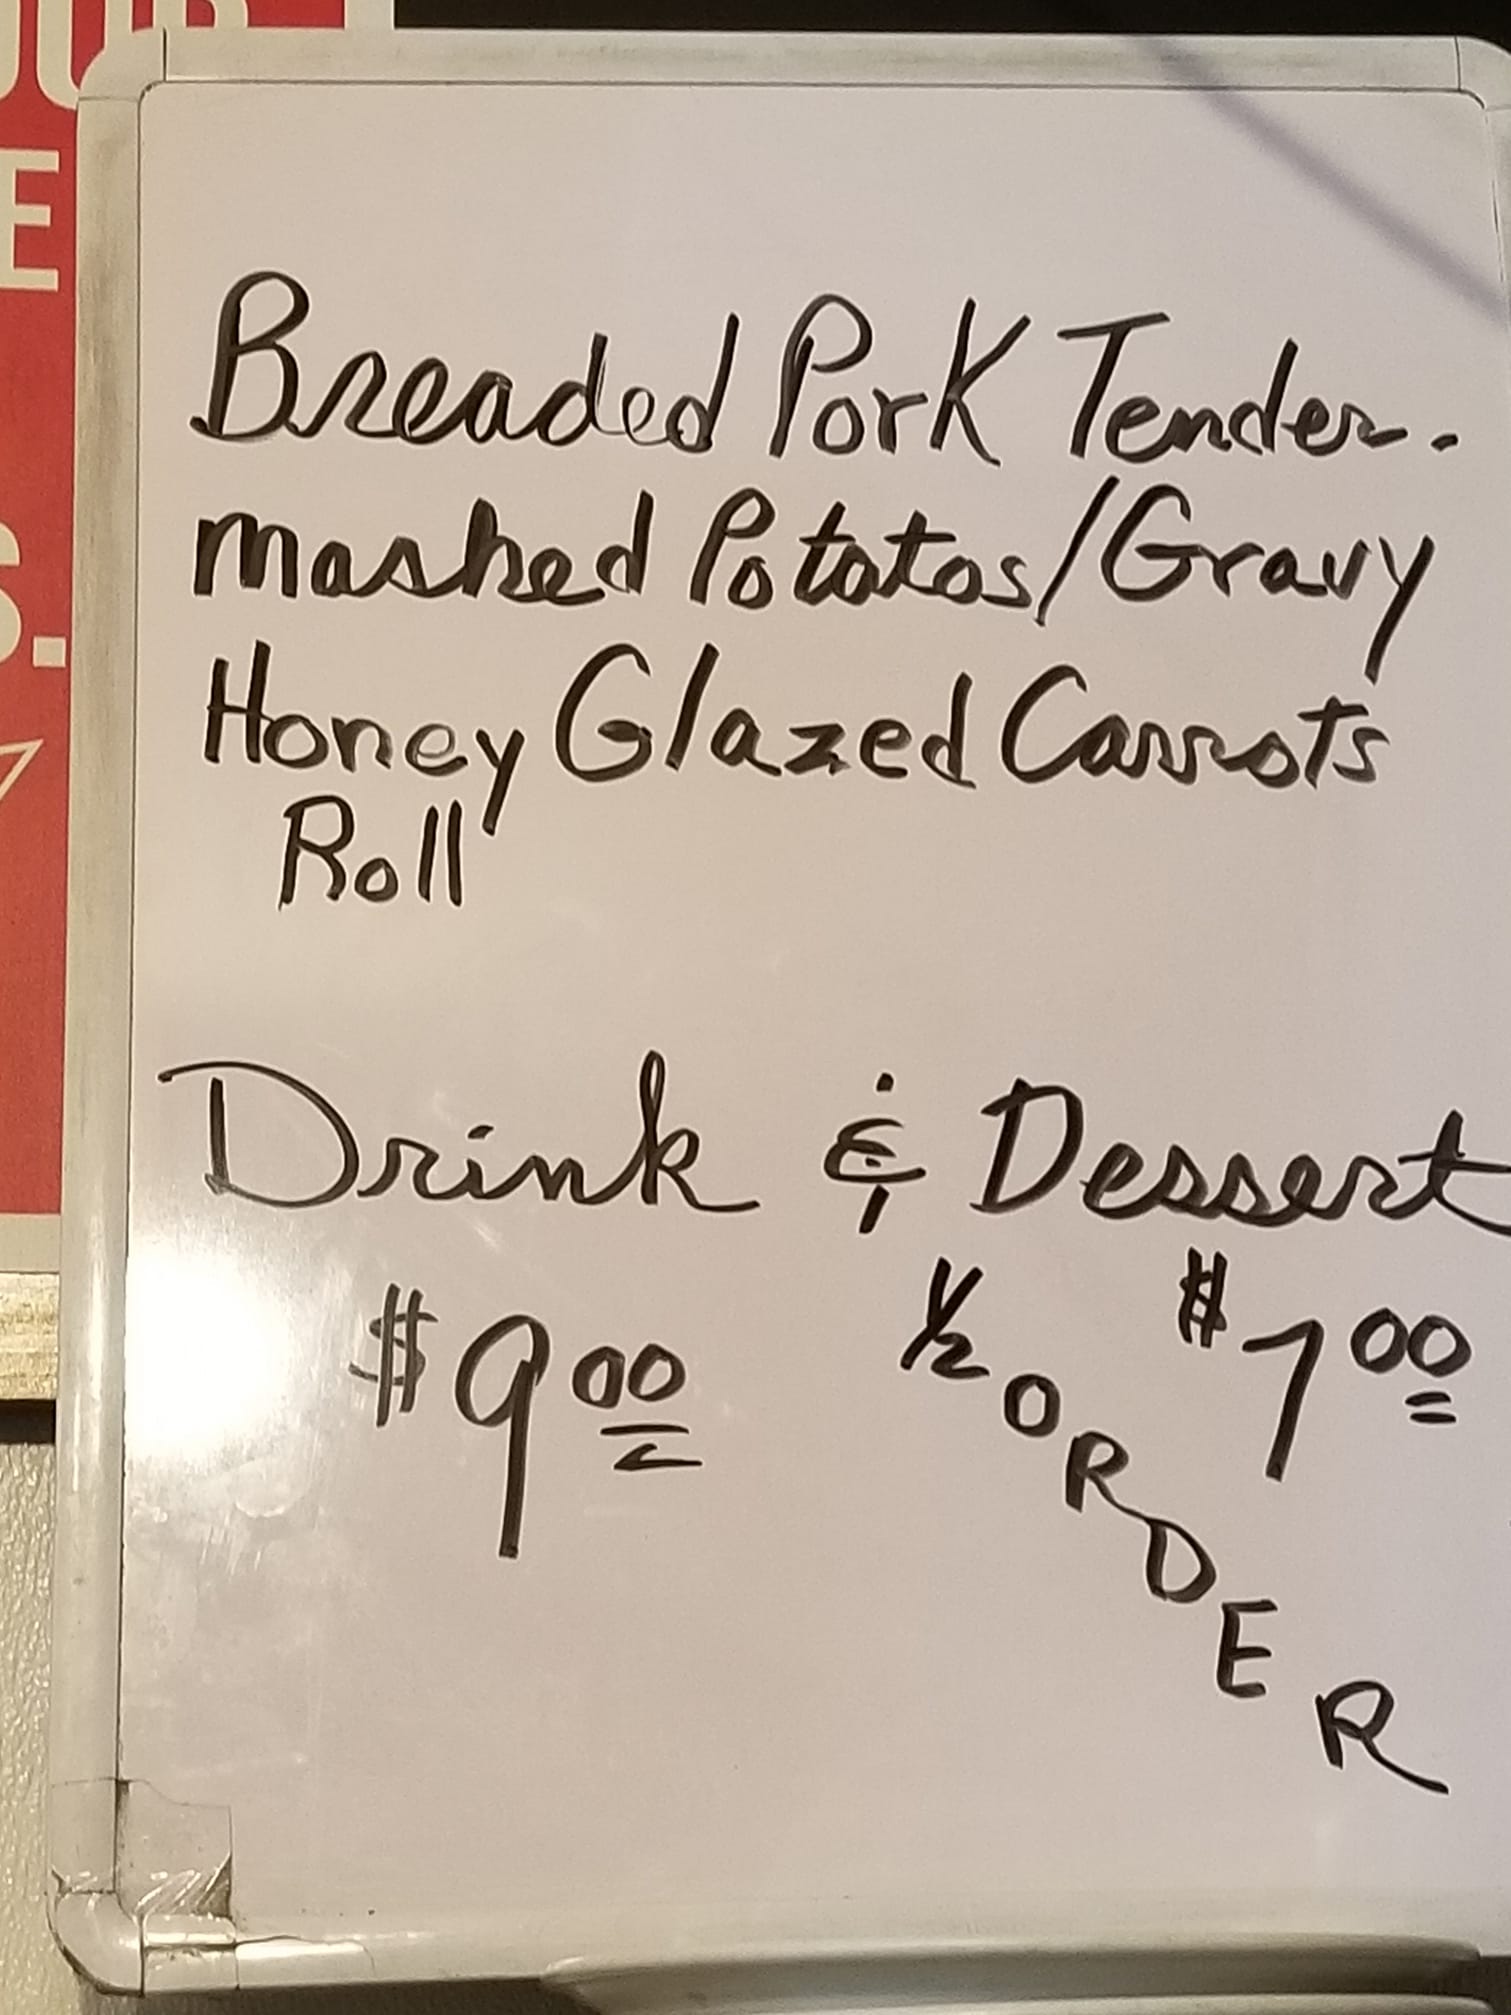 Breaded Pork Tender.
mashed Potatos/Gravy
Honey Glazed Carrots
Roll
Drink & Dessert
$9 00
1/2 ORDER $7 00